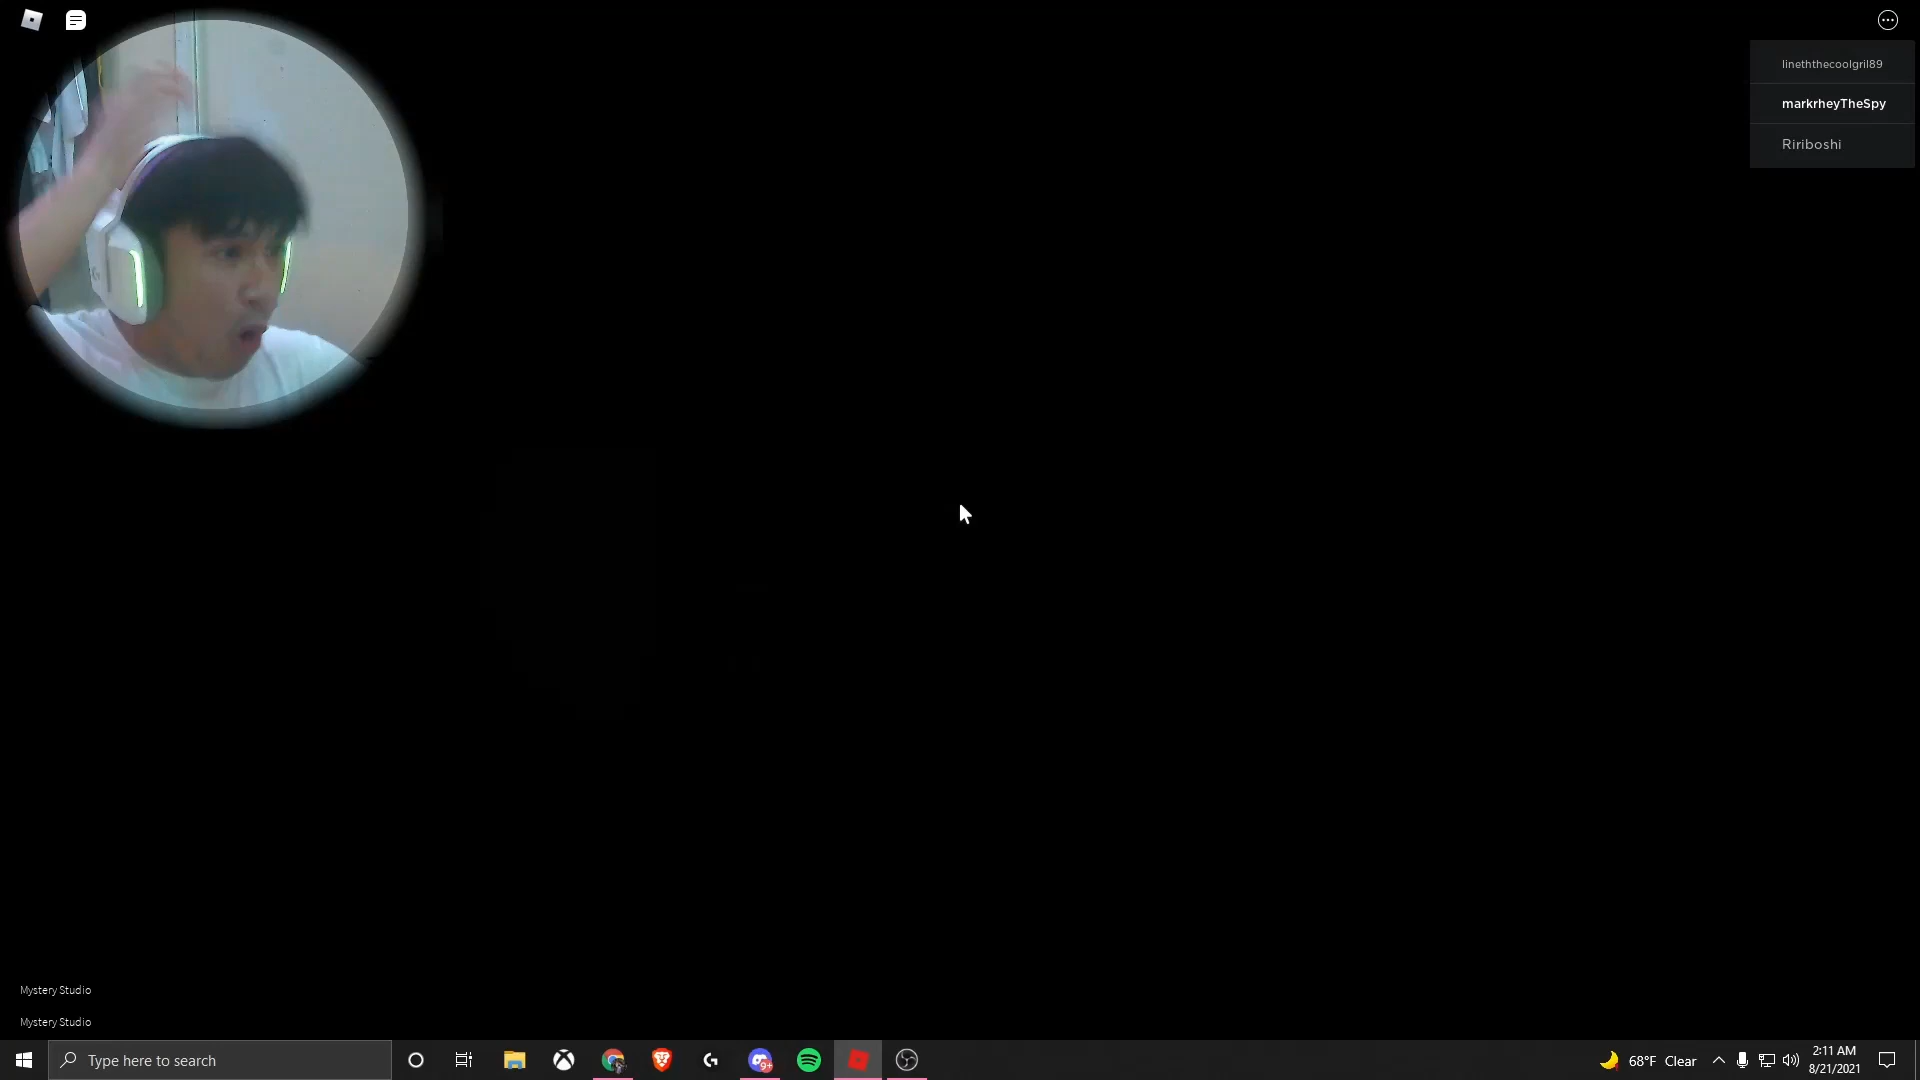 lineththecoolgril89
markrheyTheSpy
Ririboshi
Mystery Studio
Mystery Studio
Type here to search
9+
68°F Clear
2:11 AM
8/21/2021